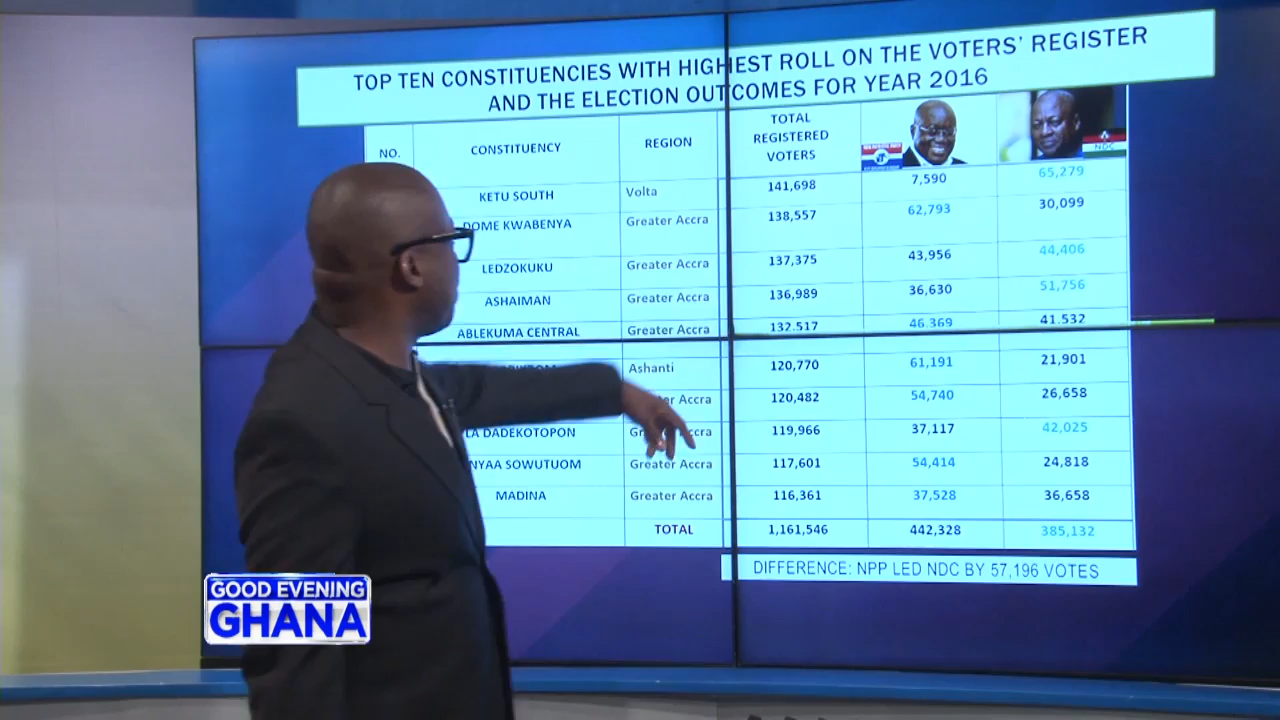 TOP TEN CONSTITUENCIES WITH HIGHEST ROLL ON THE VOTERS' REGISTER
AND THE ELECTION OUTCOMES FOR YEAR 2016
NO. CONSTITUENCY REGION TOTAL REGISTERED VOTERS NDC
KETU SOUTH Volta 141,698 7,590 65,279
DOME KWABENYA Greater Accra 138,557 62,793 30,099
LEDZOKUKU Greater Accra 137,375 43,956 44,406
ASHAIMAN Greater Accra 136,989 36,630 51,756
ABLEKUMA CENTRAL Greater Accra 132.517 46.369 41.532
Ashanti 120,770 61,191 21,901
Accra 120,482 54,740 26,658
LA DADEKOTOPON Greater Accra 119,966 37,117 42,025
NYAA SOWUTUOM Greater Accra 117,601 54,414 24,818
MADINA Greater Accra 116,361 37,528 36,658
TOTAL 1,161,546 442,328 385,132
DIFFERENCE: NPP LED NDC BY 57,196 VOTES
GOOD EVENING
GHANA